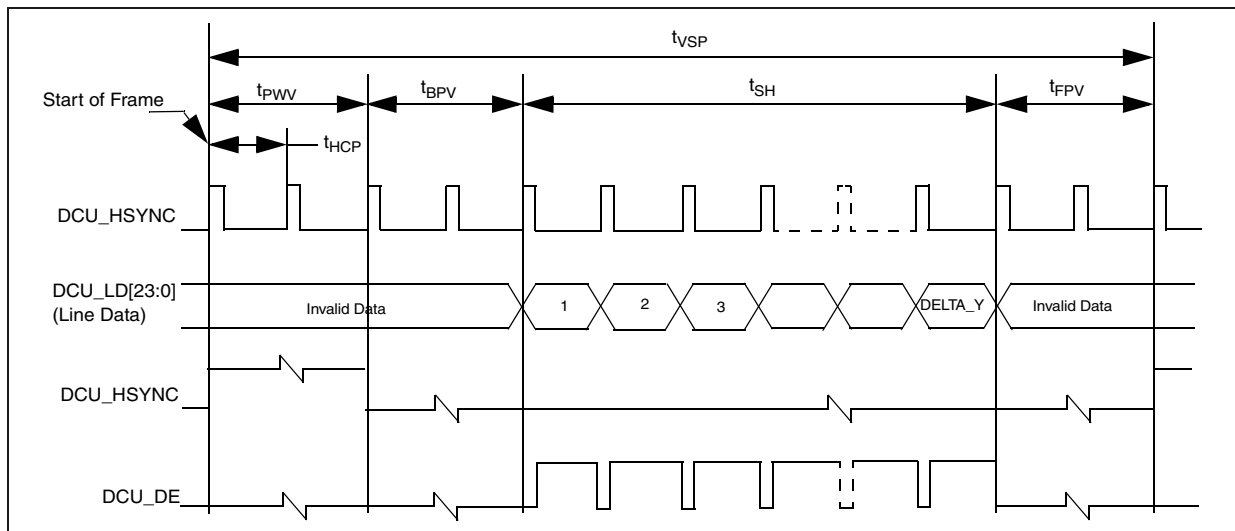 tVSP
tPWV tBPV tSH tFPV
Start of Frame
tHCP
DCU_HSYNC
DCU_LD[23:0]
(Line Data)
Invalid Data 1 2 3 DELTA_Y Invalid Data
DCU_HSYNC
DCU_DE